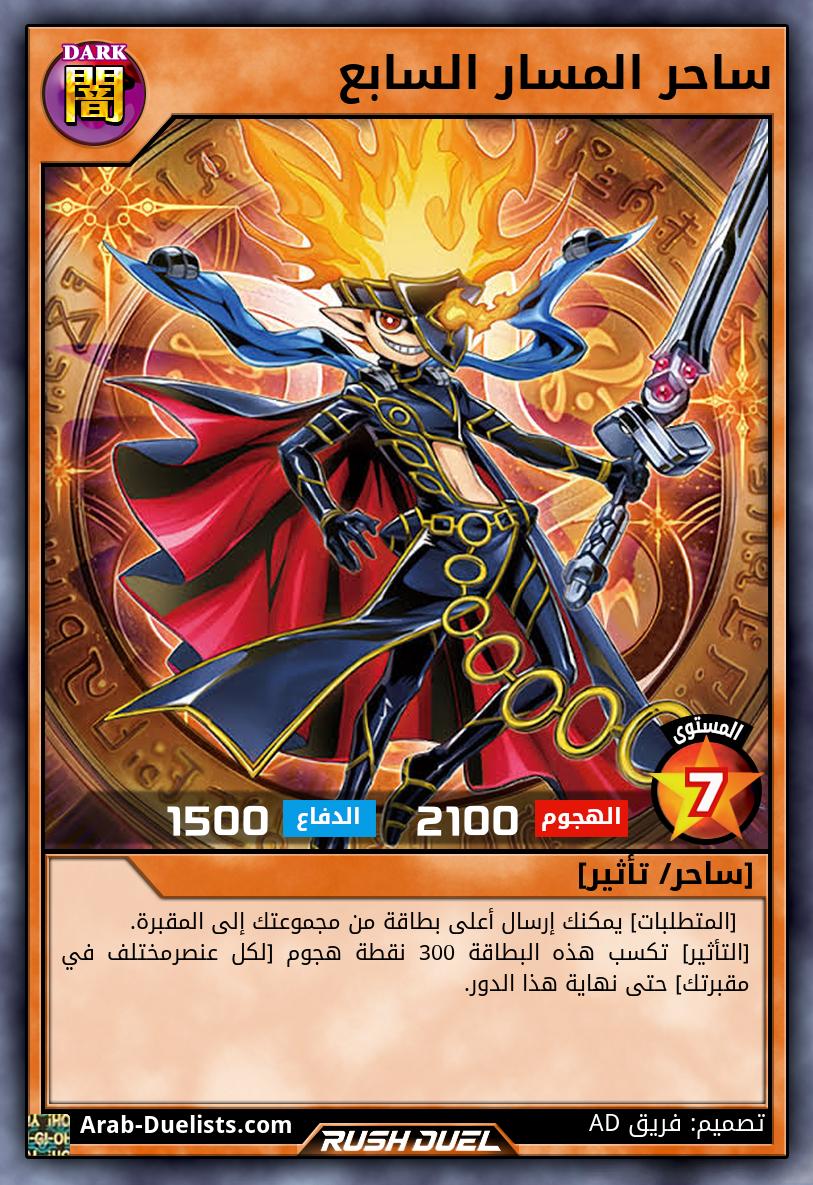 DARK
闇
ساحر المسار السابع
المستوى
7
الهجوم 2100 الدفاع 1500
[ساحر/ تأثير]
[المتطلبات] يمكنك إرسال أعلى بطاقة من مجموعتك إلى المقبرة.
[التأثير] تكسب هذه البطاقة 300 نقطة هجوم [لكل عنصرمختلف في
مقبرتك] حتى نهاية هذا الدور.
تصميم: فريق AD
RUSH DUEL
Arab-Duelists.com